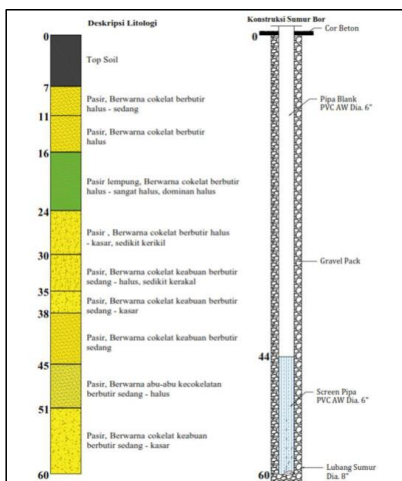 Deskripsi Litologi
0
Top Soil
7
Pasir, Berwarna cokelat berbutir
halus - sedang
11
Pasir, Berwarna cokelat berbutir
halus
16
Pasir lempung, Berwarna cokelat berbutir
halus - sangat halus, dominan halus
24
Pasir , Berwarna cokelat berbutir halus
- kasar, sedikit kerikil
30
Pasir, Berwarna cokelat keabuan berbutir
sedang - halus, sedikit kerakal
35
Pasir, Berwarna cokelat keabuan berbutir
sedang - kasar
38
Pasir, Berwarna cokelat keabuan berbutir
sedang
45
Pasir, Berwarna abu-abu kecokelatan
berbutir sedang - halus
51
Pasir, Berwarna cokelat keabuan
berbutir sedang - kasar
60
Konstruksi Sumur Bor
0
Cor Beton
Pipa Blank
PVC AW Dia. 6"
Gravel Pack
44
Screen Pipa
PVC AW Dia. 6"
Lubang Sumur
Dia. 8"
60